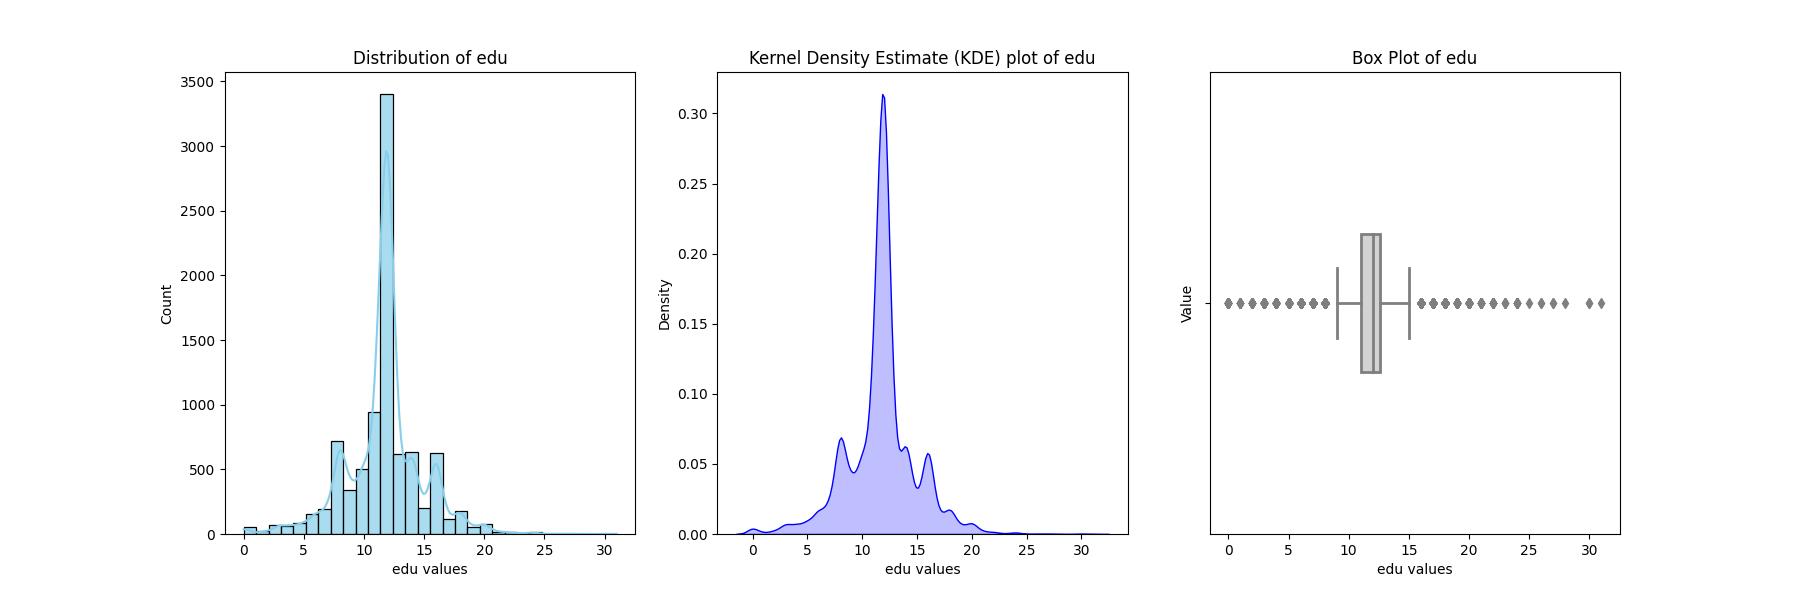 Distribution of edu
3500
3000
2500
2000
1500
1000
500
0
Count
0 5 10 15 20 25 30
edu values
Kernel Density Estimate (KDE) plot of edu
0.30
0.25
0.20
0.15
0.10
0.05
0.00
Density
0 5 10 15 20 25 30
edu values
Box Plot of edu
Value
0 5 10 15 20 25 30
edu values